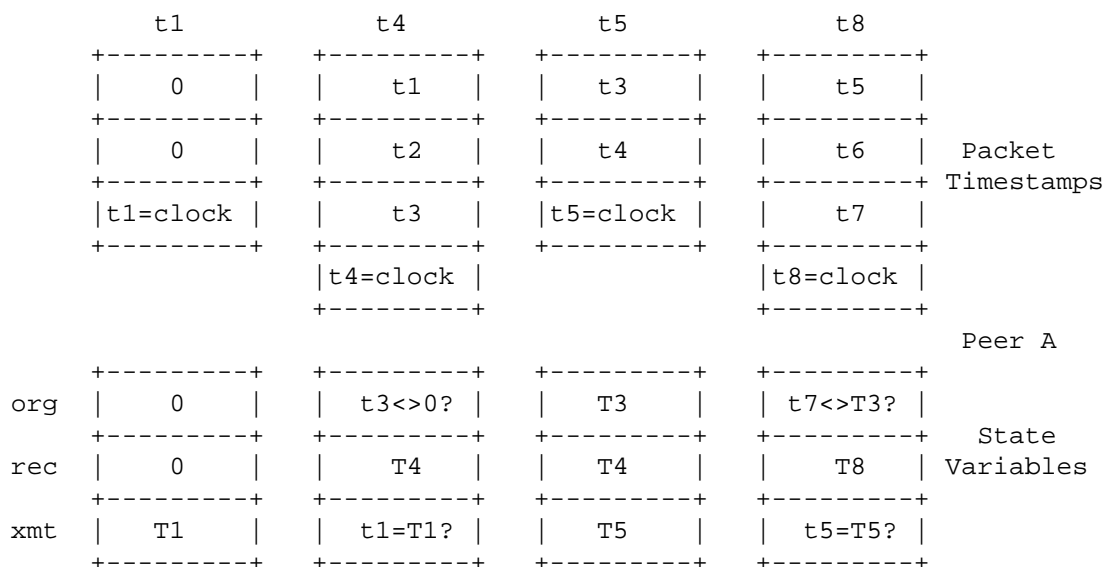 t1                t4                t5                t8
       +---------+       +---------+       +---------+       +---------+
       |    0    |       |    t1   |       |    t3   |       |    t5   |
       +---------+       +---------+       +---------+       +---------+
       |    0    |       |    t2   |       |    t4   |       |    t6   |  Packet
       +---------+       +---------+       +---------+       +---------+ Timestamps
       |t1=clock |       |    t3   |       |t5=clock |       |    t7   |
       +---------+       +---------+       +---------+       +---------+
                         |t4=clock |                         |t8=clock |
                         +---------+                         +---------+
                                                                          Peer A
       +---------+       +---------+       +---------+       +---------+
org    |    0    |       |  t3<>0? |       |   T3    |       | t7<>T3? |
       +---------+       +---------+       +---------+       +---------+   State
rec    |    0    |       |   T4    |       |   T4    |       |    T8   | Variables
       +---------+       +---------+       +---------+       +---------+
xmt    |   T1    |       |  t1=T1? |       |   T5    |       |  t5=T5? |
       +---------+       +---------+       +---------+       +---------+